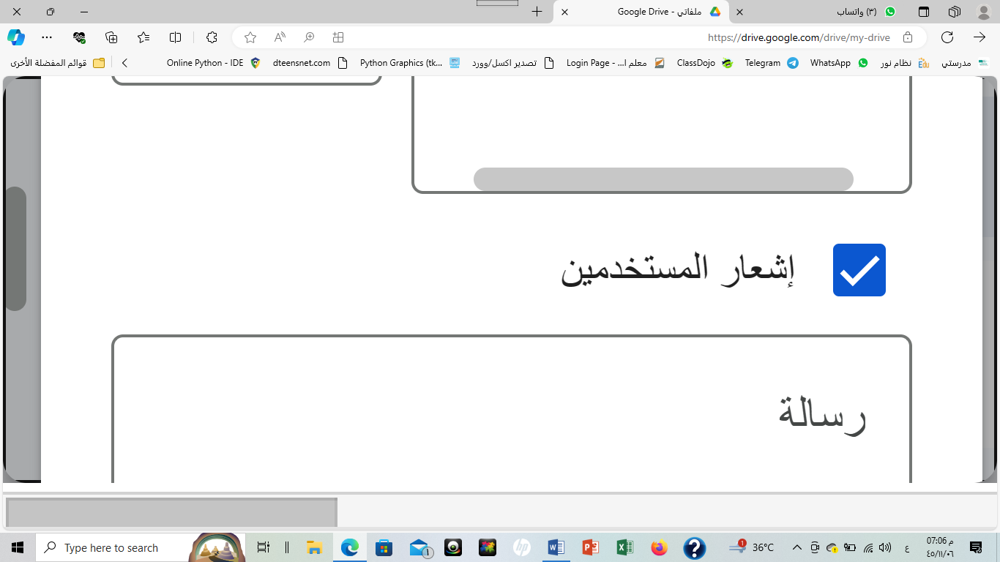 (٣) واتساب
ملفاتي - Google Drive
https://drive.google.com/drive/my-drive
مدرستي
نظام نور
WhatsApp
Telegram
ClassDojo
Login Page - ...معلم ا
تصدير اكسل/وورد
Python Graphics (tk...
dteensnet.com
Online Python - IDE
قوائم المفضلة الأخرى
إشعار المستخدمين
رسالة
Type here to search
١
1
36°C
ع
07:06 م
٤٥/١١/٠٦